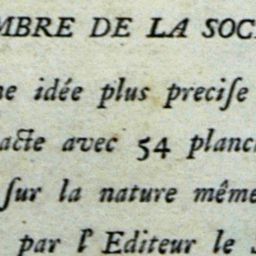 MBRE DE LA SOC
ne idée plus preciſe
acte avec 54 planc
ſur la nature même
par l' Editeur le